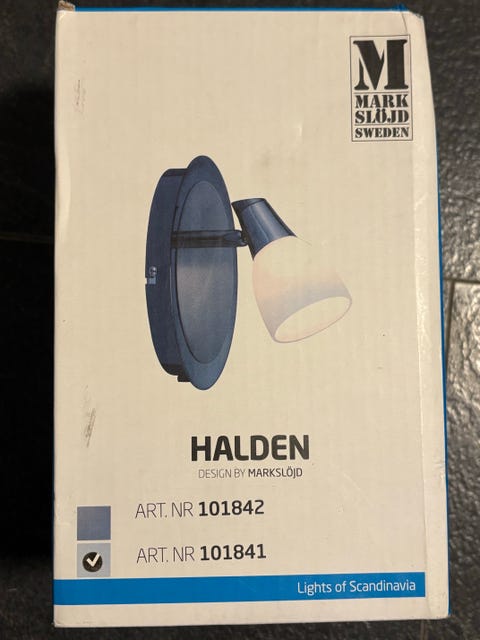 M
MARK
SLÖJD
SWEDEN
HALDEN
DESIGN BY MARKSLÖJD
ART. NR 101842
ART. NR 101841
Lights of Scandinavia